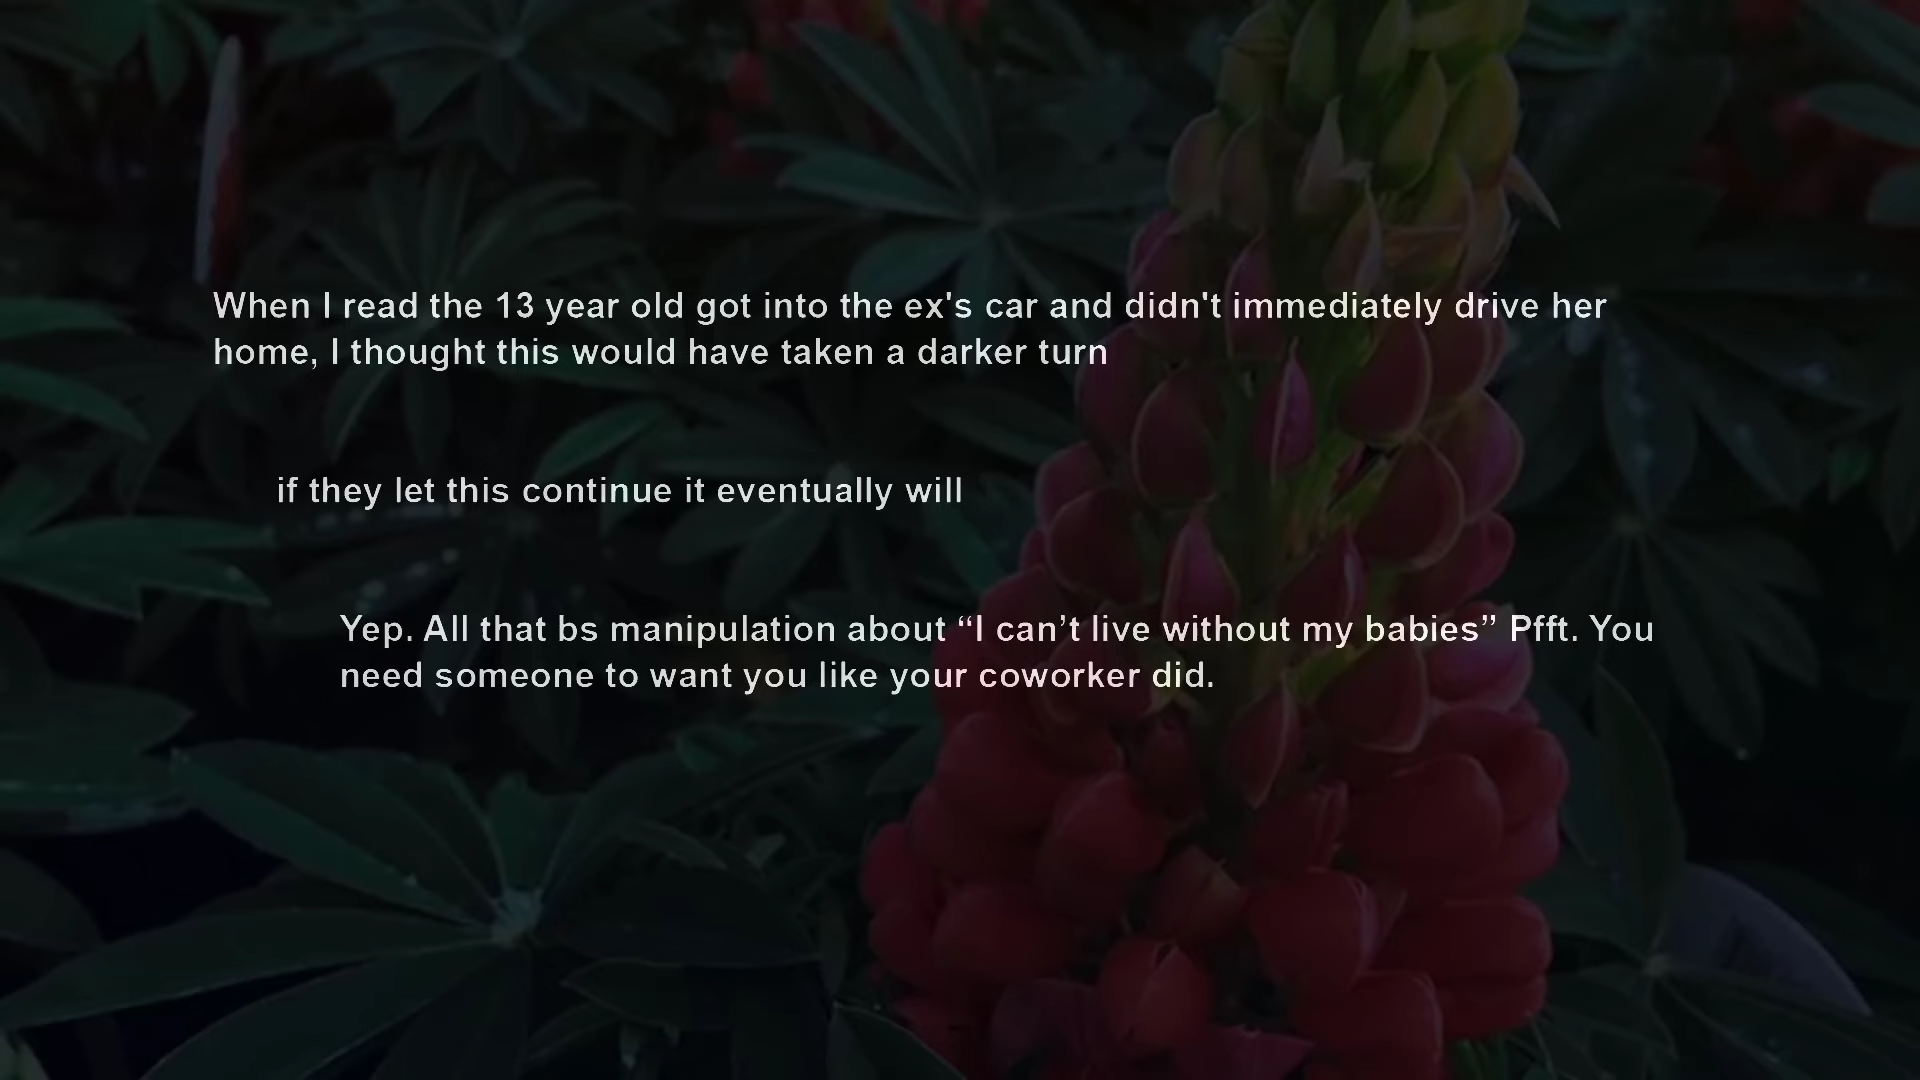 When I read the 13 year old got into the ex's car and didn't immediately drive her
home, I thought this would have taken a darker turn
if they let this continue it eventually will
Yep. All that bs manipulation about “I can’t live without my babies” Pfft. You
need someone to want you like your coworker did.